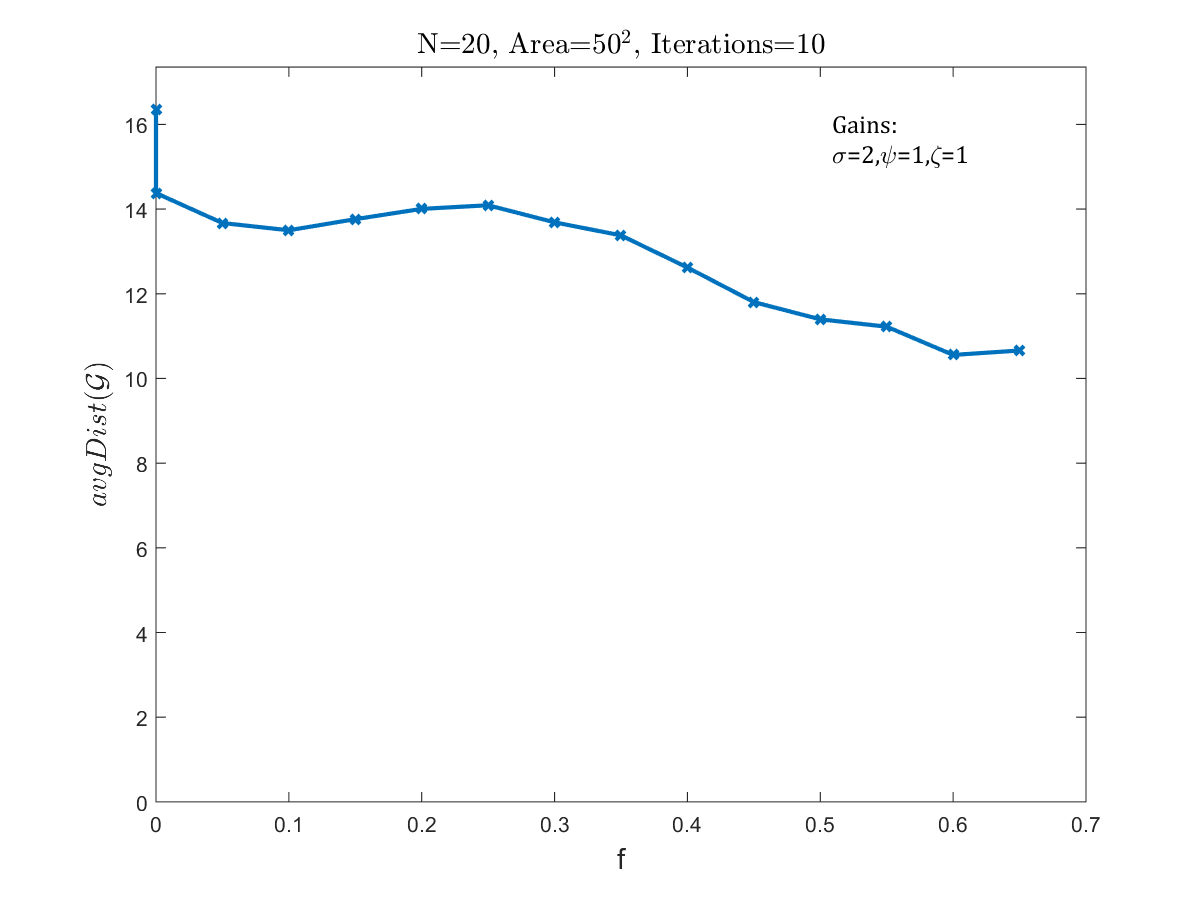 N=20, Area=50², Iterations=10
Gains:
σ=2,ψ=1,ζ=1
16
14
12
10
8
6
4
2
0
avgDist(𝒢)
0 0.1 0.2 0.3 0.4 0.5 0.6 0.7
f